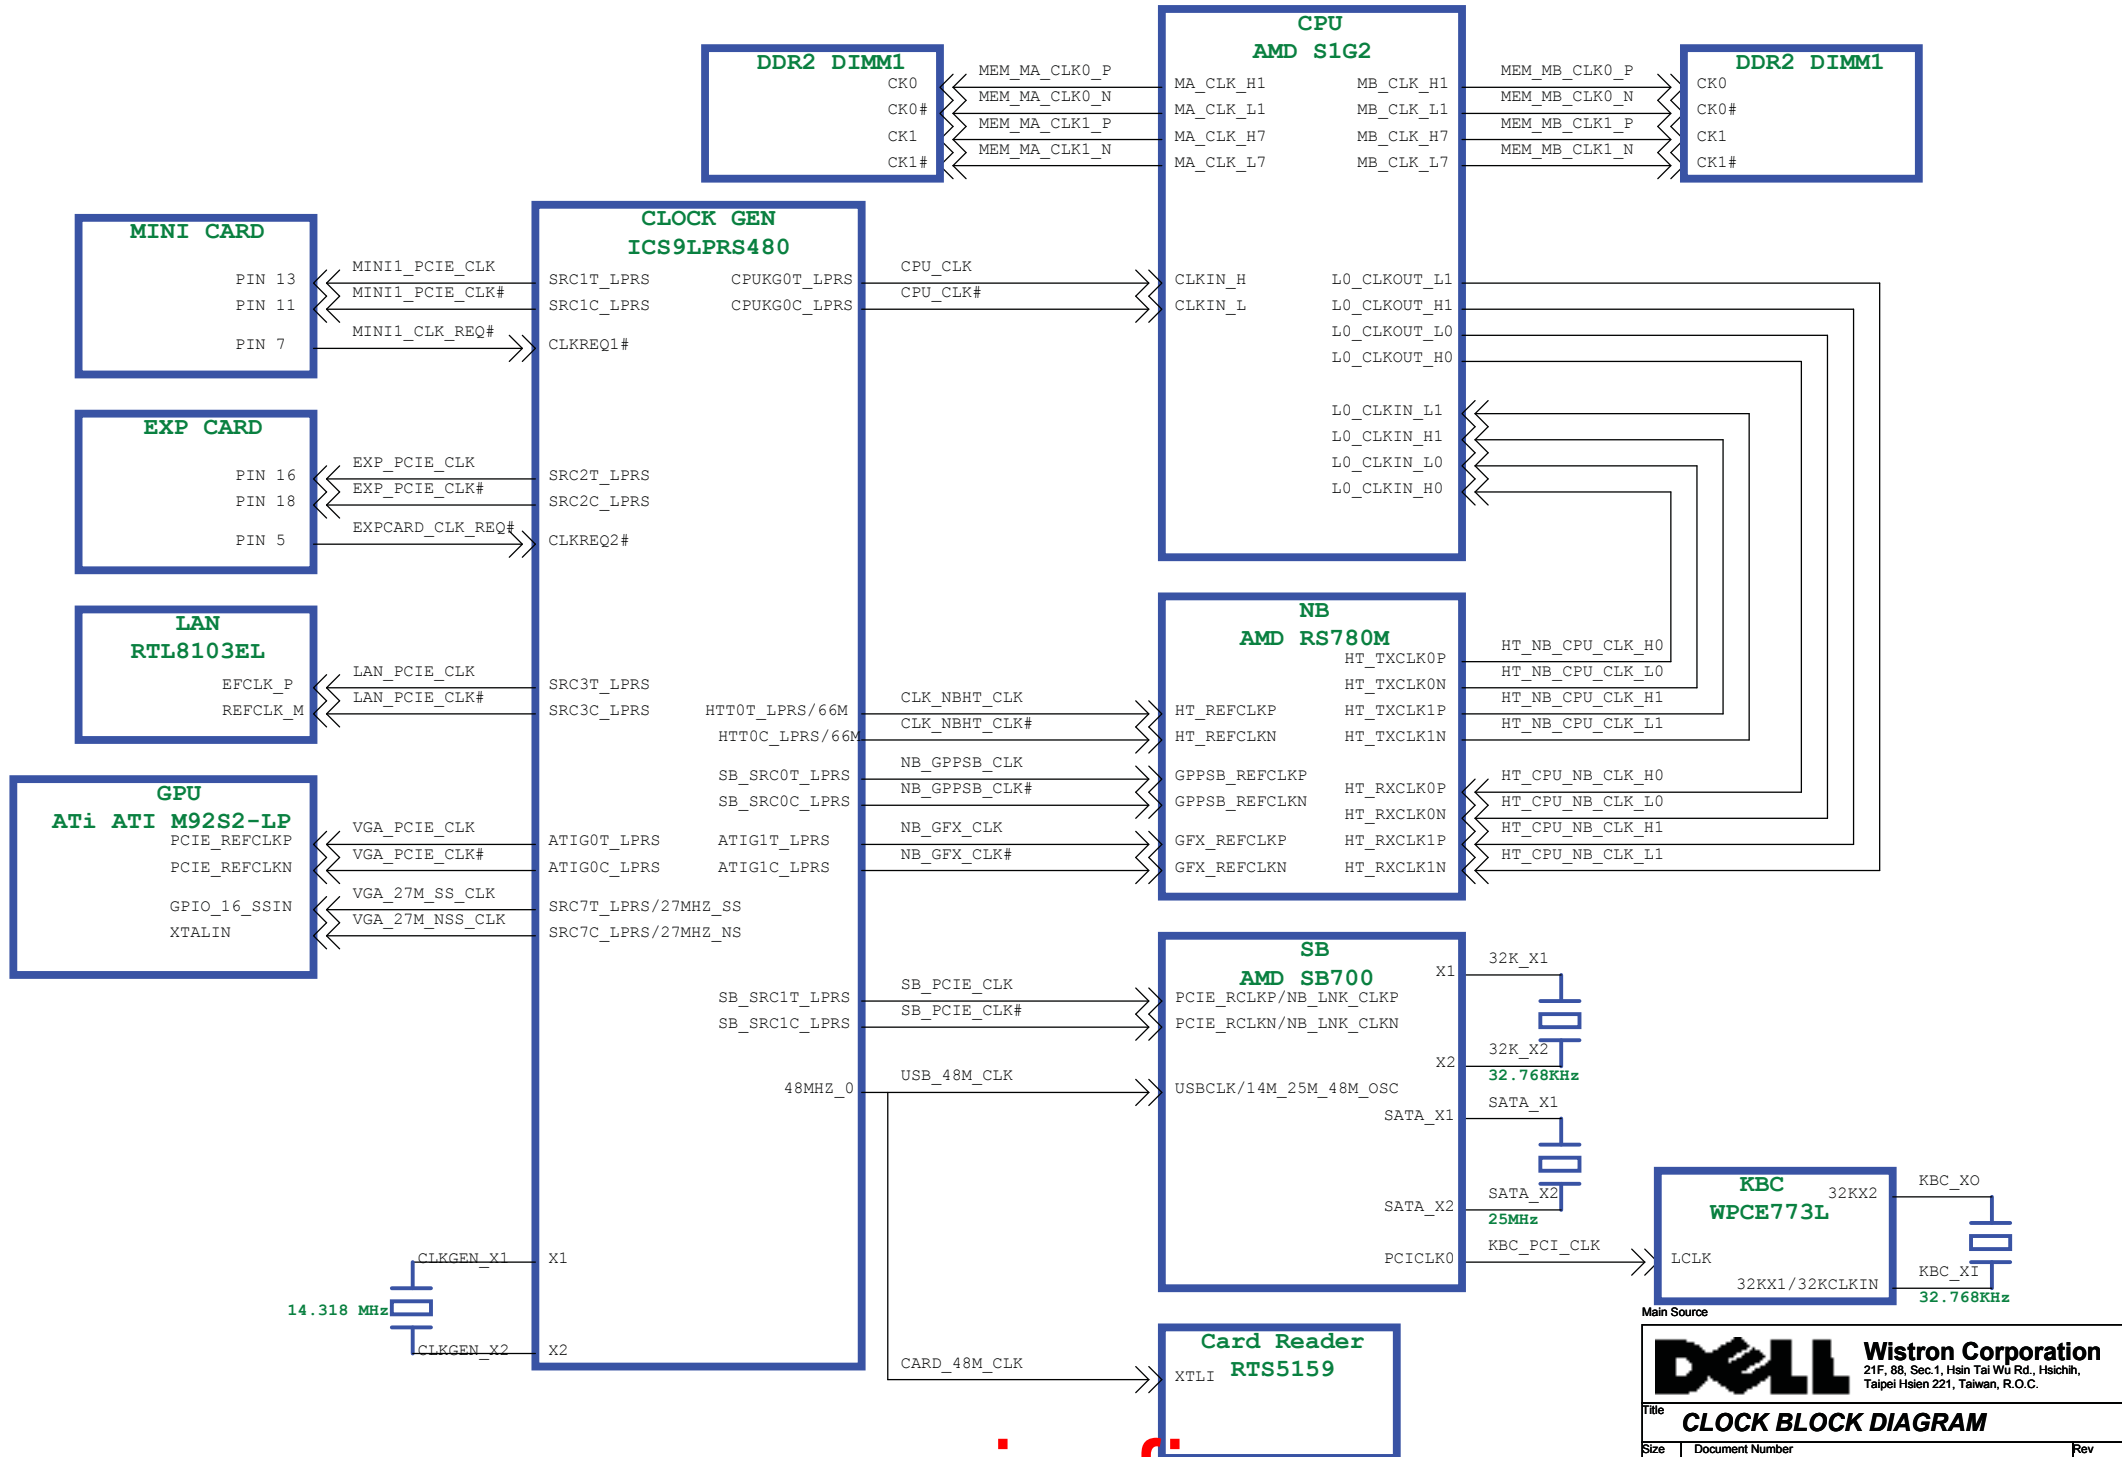 CPU
AMD S1G2
MA_CLK_H1
MA_CLK_L1
MA_CLK_H7
MA_CLK_L7
MB_CLK_H1
MB_CLK_L1
MB_CLK_H7
MB_CLK_L7
CLKIN_H
CLKIN_L
L0_CLKOUT_L1
L0_CLKOUT_H1
L0_CLKOUT_L0
L0_CLKOUT_H0
L0_CLKIN_L1
L0_CLKIN_H1
L0_CLKIN_L0
L0_CLKIN_H0
DDR2 DIMM1
CK0
CK0#
CK1
CK1#
MEM_MA_CLK0_P
MEM_MA_CLK0_N
MEM_MA_CLK1_P
MEM_MA_CLK1_N
MEM_MB_CLK0_P
MEM_MB_CLK0_N
MEM_MB_CLK1_P
MEM_MB_CLK1_N
DDR2 DIMM1
CK0
CK0#
CK1
CK1#
MINI CARD
PIN 13
PIN 11
PIN 7
MINI1_PCIE_CLK
MINI1_PCIE_CLK#
MINI1_CLK_REQ#
EXP CARD
PIN 16
PIN 18
PIN 5
EXP_PCIE_CLK
EXP_PCIE_CLK#
EXPCARD_CLK_REQ#
LAN
RTL8103EL
EFCLK_P
REFCLK_M
LAN_PCIE_CLK
LAN_PCIE_CLK#
GPU
ATi ATI M92S2-LP
PCIE_REFCLKP
PCIE_REFCLKN
GPIO_16_SSIN
XTALIN
VGA_PCIE_CLK
VGA_PCIE_CLK#
VGA_27M_SS_CLK
VGA_27M_NSS_CLK
CLOCK GEN
ICS9LPRS480
SRC1T_LPRS
SRC1C_LPRS
CLKREQ1#
SRC2T_LPRS
SRC2C_LPRS
CLKREQ2#
SRC3T_LPRS
SRC3C_LPRS
ATIG0T_LPRS
ATIG0C_LPRS
SRC7T_LPRS/27MHZ_SS
SRC7C_LPRS/27MHZ_NS
X1
X2
CPUKG0T_LPRS
CPUKG0C_LPRS
HTT0T_LPRS/66M
HTT0C_LPRS/66M
SB_SRC0T_LPRS
SB_SRC0C_LPRS
ATIG1T_LPRS
ATIG1C_LPRS
SB_SRC1T_LPRS
SB_SRC1C_LPRS
48MHZ_0
CLKGEN_X1
14.318 MHz
CLKGEN_X2
CPU_CLK
CPU_CLK#
CLK_NBHT_CLK
CLK_NBHT_CLK#
NB_GPPSB_CLK
NB_GPPSB_CLK#
NB_GFX_CLK
NB_GFX_CLK#
SB_PCIE_CLK
SB_PCIE_CLK#
USB_48M_CLK
CARD_48M_CLK
NB
AMD RS780M
HT_REFCLKP
HT_REFCLKN
GPPSB_REFCLKP
GPPSB_REFCLKN
GFX_REFCLKP
GFX_REFCLKN
HT_TXCLK0P
HT_TXCLK0N
HT_TXCLK1P
HT_TXCLK1N
HT_RXCLK0P
HT_RXCLK0N
HT_RXCLK1P
HT_RXCLK1N
HT_NB_CPU_CLK_H0
HT_NB_CPU_CLK_L0
HT_NB_CPU_CLK_H1
HT_NB_CPU_CLK_L1
HT_CPU_NB_CLK_H0
HT_CPU_NB_CLK_L0
HT_CPU_NB_CLK_H1
HT_CPU_NB_CLK_L1
SB
AMD SB700
PCIE_RCLKP/NB_LNK_CLKP
PCIE_RCLKN/NB_LNK_CLKN
USBCLK/14M_25M_48M_OSC
X1
X2
SATA_X1
SATA_X2
PCICLK0
32K_X1
32K_X2
32.768KHz
SATA_X1
SATA_X2
25MHz
KBC_PCI_CLK
KBC
WPCE773L
32KX2
LCLK
32KX1/32KCLKIN
KBC_XO
KBC_XI
32.768KHz
Card Reader
RTS5159
XTLI
Main Source
DELL
Wistron Corporation
21F, 88, Sec.1, Hsin Tai Wu Rd., Hsichih,
Taipei Hsien 221, Taiwan, R.O.C.
Title
CLOCK BLOCK DIAGRAM
Size
Document Number
Rev